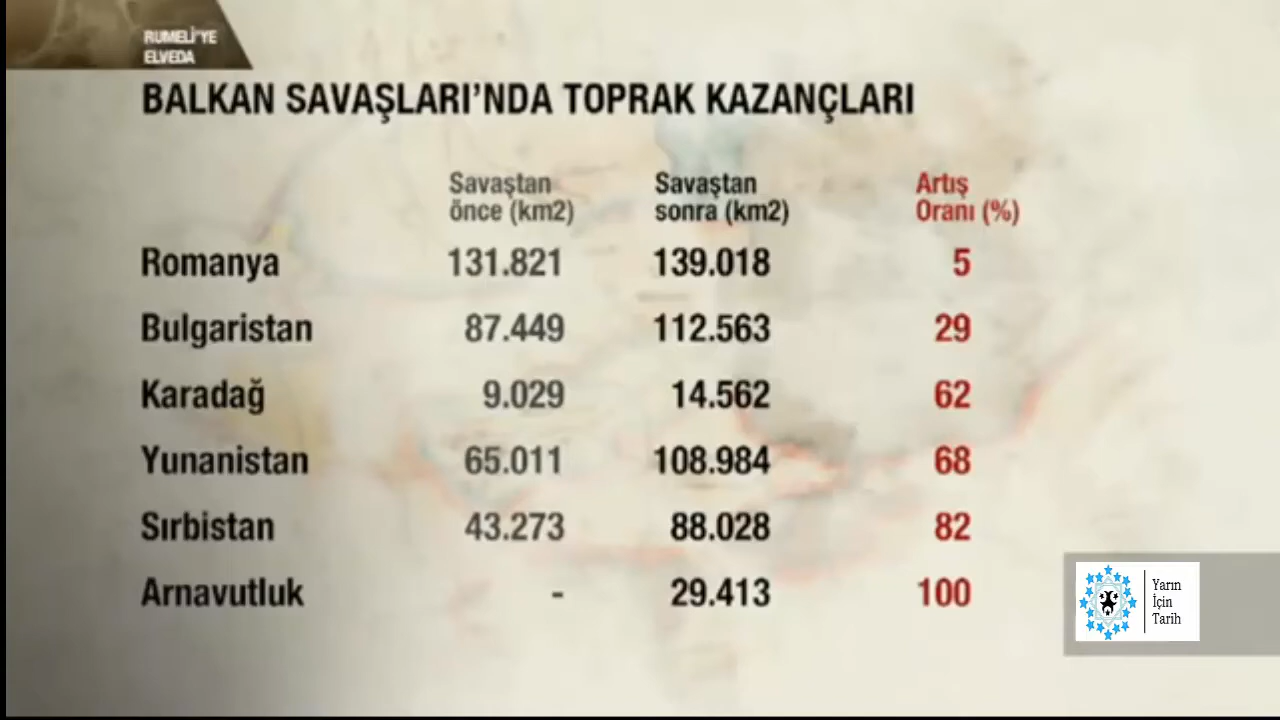 RUMELİ'YE
ELVEDA
BALKAN SAVAŞLARI'NDA TOPRAK KAZANÇLARI
Savaştan önce (km2) Savaştan sonra (km2) Artış Oranı (%)
Romanya 131.821 139.018 5
Bulgaristan 87.449 112.563 29
Karadağ 9.029 14.562 62
Yunanistan 65.011 108.984 68
Sırbistan 43.273 88.028 82
Arnavutluk - 29.413 100
Yarın
İçin
Tarih